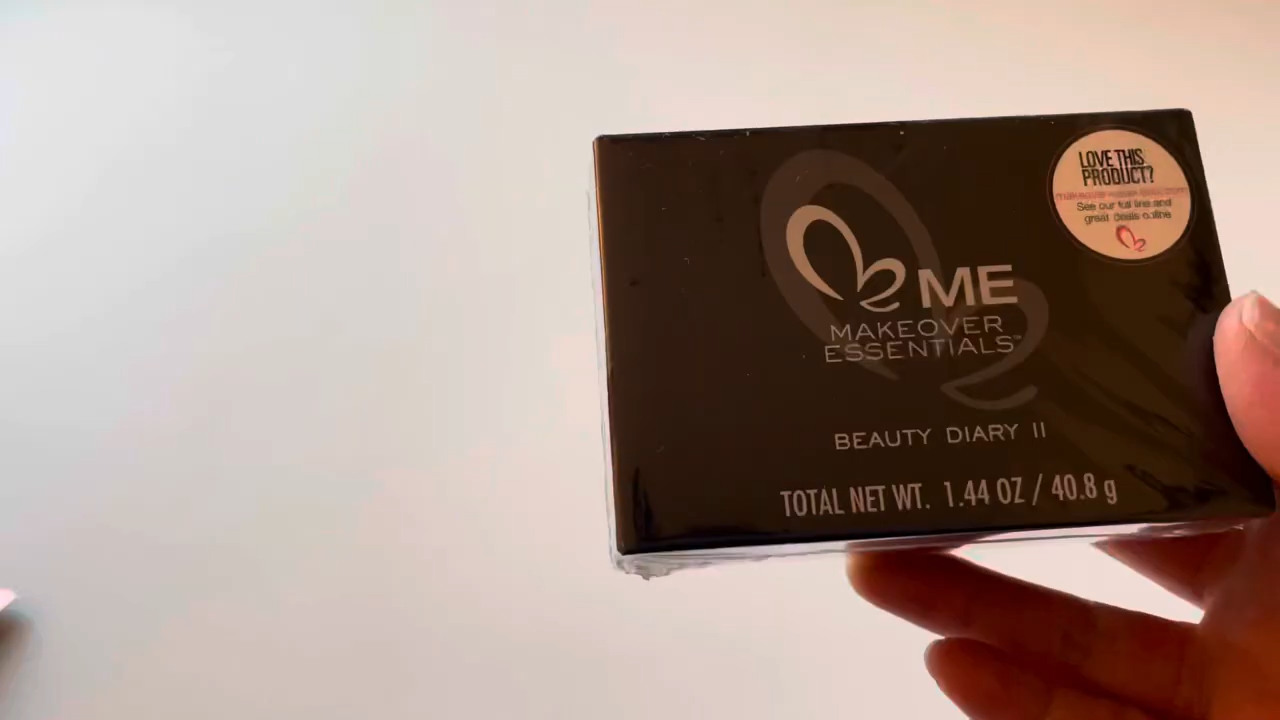 LOVE THIS
PRODUCT?
See our full line and
great deals online
ME
MAKEOVER
ESSENTIALS™
BEAUTY DIARY II
TOTAL NET WT. 1.44 OZ / 40.8 g